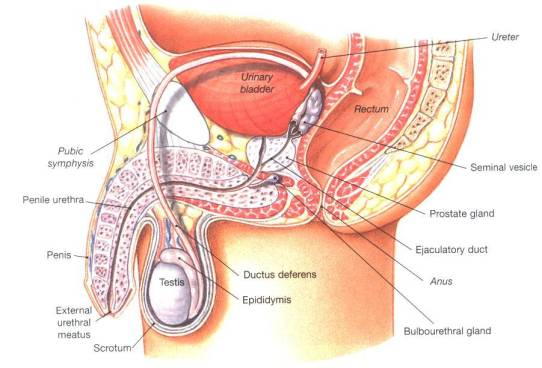 Ureter
Urinary
bladder
Rectum
Pubic
symphysis
Seminal vesicle
Penile urethra
Prostate gland
Ejaculatory duct
Penis
Ductus deferens
Anus
Testis
Epididymis
External
urethral
meatus
Bulbourethral gland
Scrotum